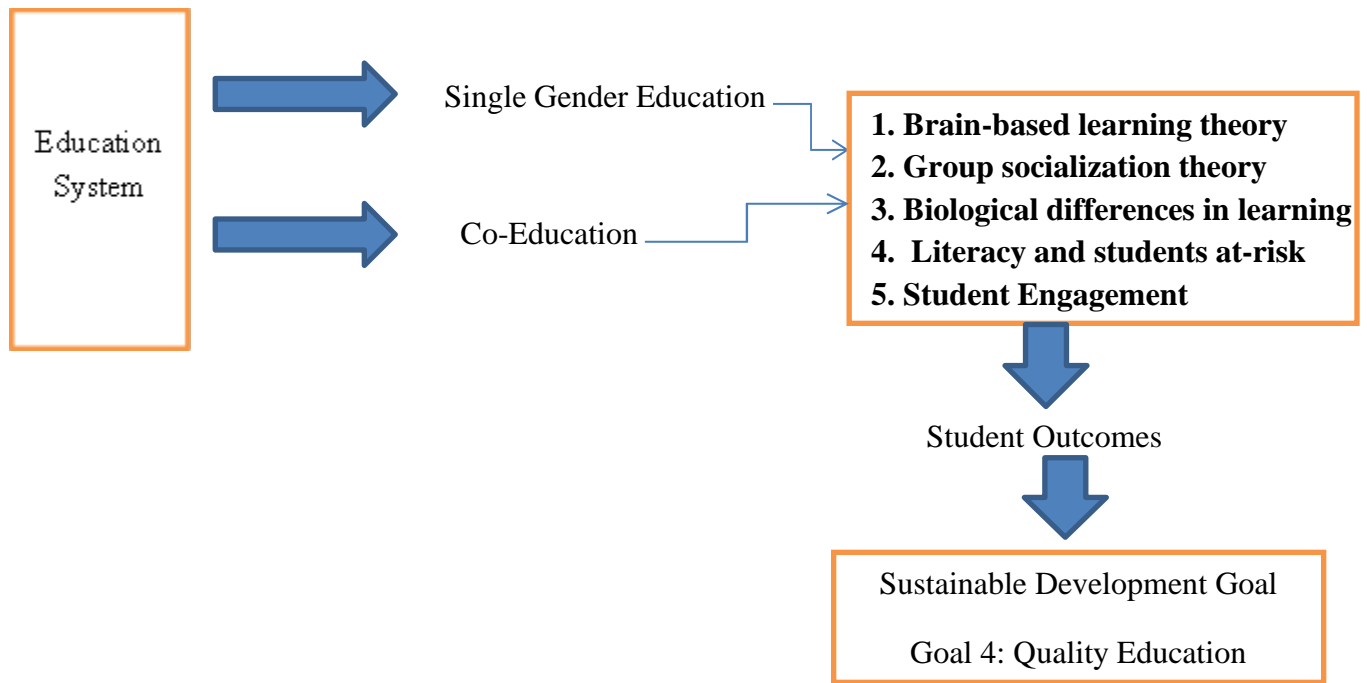 Education
System
Single Gender Education
Co-Education
1. Brain-based learning theory
2. Group socialization theory
3. Biological differences in learning
4. Literacy and students at-risk
5. Student Engagement
Student Outcomes
Sustainable Development Goal
Goal 4: Quality Education